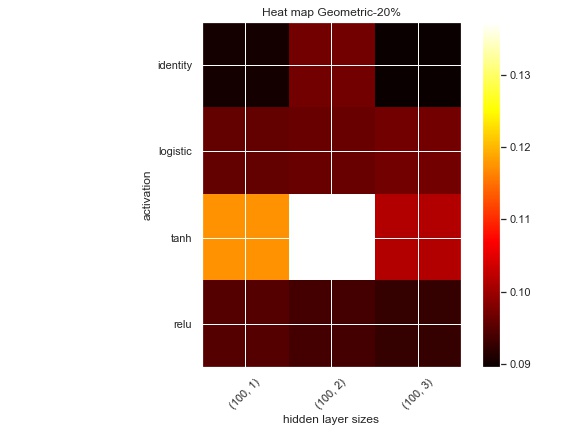 Heat map Geometric-20%
identity
logistic
tanh
relu
activation
(100, 1)
(100, 2)
(100, 3)
hidden layer sizes
0.13
0.12
0.11
0.10
0.09